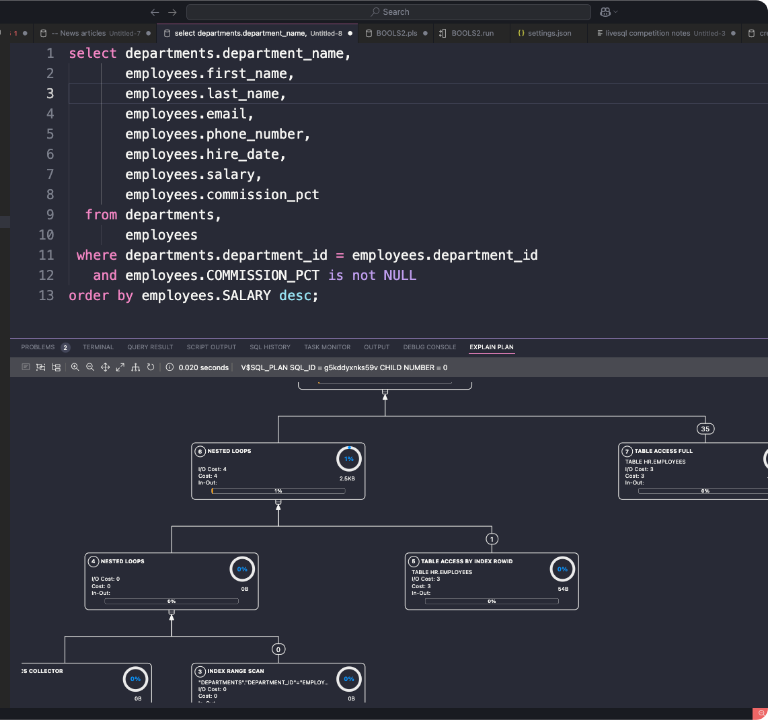 Search
1
-- News articles Untitled-7
select departments.department_name, Untitled-8
BOOLS2.pls
BOOLS2.run
settings.json
livesql competition notes Untitled-3
1 select departments.department_name,
2 employees.first_name,
3 employees.last_name,
4 employees.email,
5 employees.phone_number,
6 employees.hire_date,
7 employees.salary,
8 employees.commission_pct
9 from departments,
10 employees
11 where departments.department_id = employees.department_id
12 and employees.COMMISSION_PCT is not NULL
13 order by employees.SALARY desc;
PROBLEMS 2 TERMINAL QUERY RESULT SCRIPT OUTPUT SQL HISTORY TASK MONITOR OUTPUT DEBUG CONSOLE EXPLAIN PLAN
0.020 seconds V$SQL_PLAN SQL_ID = g5kddyxnks59v CHILD NUMBER = 0
35
6 NESTED LOOPS
I/O Cost: 4
Cost: 4
In-Out:
1%
2.5KB
1%
7 TABLE ACCESS FULL
TABLE HR.EMPLOYEES
I/O Cost: 3
Cost: 3
In-Out:
0%
1
4 NESTED LOOPS
I/O Cost: 0
Cost: 0
In-Out:
0%
0B
0%
5 TABLE ACCESS BY INDEX ROWID
TABLE HR.EMPLOYEES
I/O Cost: 3
Cost: 3
In-Out:
0%
54B
0%
0
CS COLLECTOR
0%
0B
3 INDEX RANGE SCAN
"DEPARTMENTS"."DEPARTMENT_ID"="EMPLOY...
I/O Cost: 0
Cost: 0
In-Out:
0%
0B